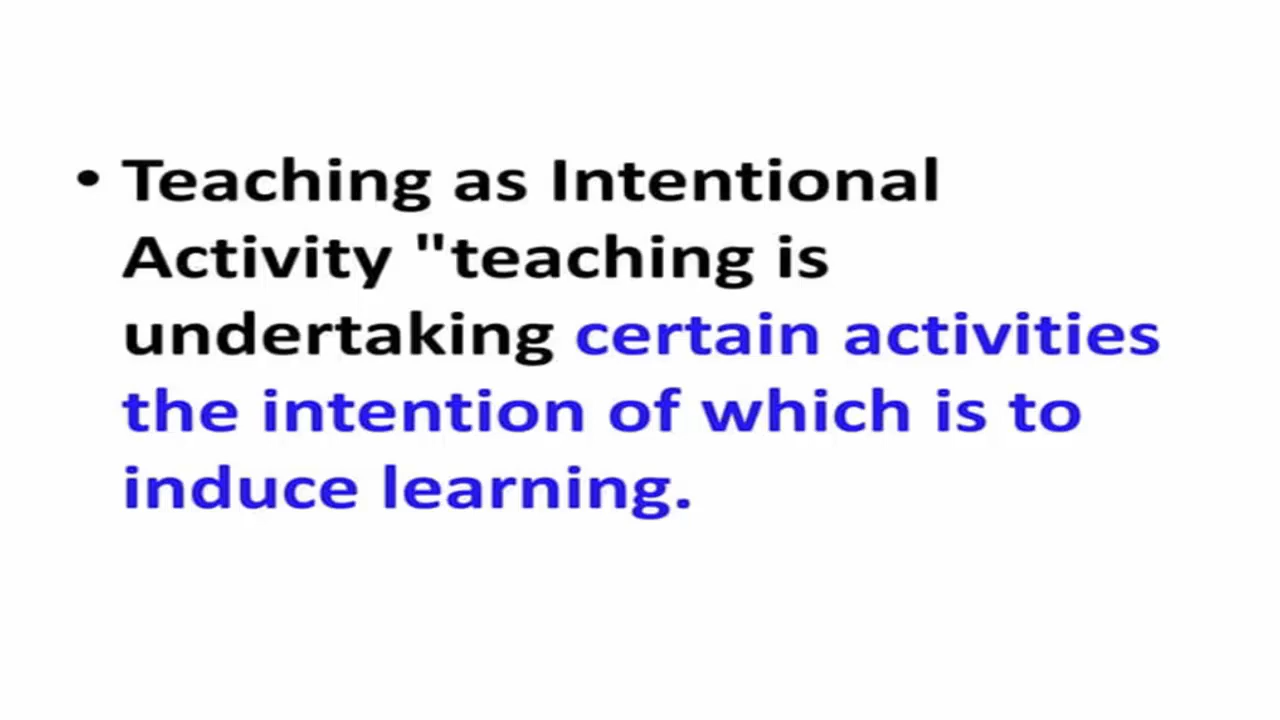 • Teaching as Intentional
Activity "teaching is
undertaking certain activities
the intention of which is to
induce learning.